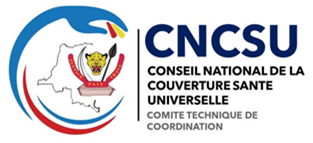 CNCSU
CONSEIL NATIONAL DE LA
COUVERTURE SANTE
UNIVERSELLE
COMITE TECHNIQUE DE
COORDINATION